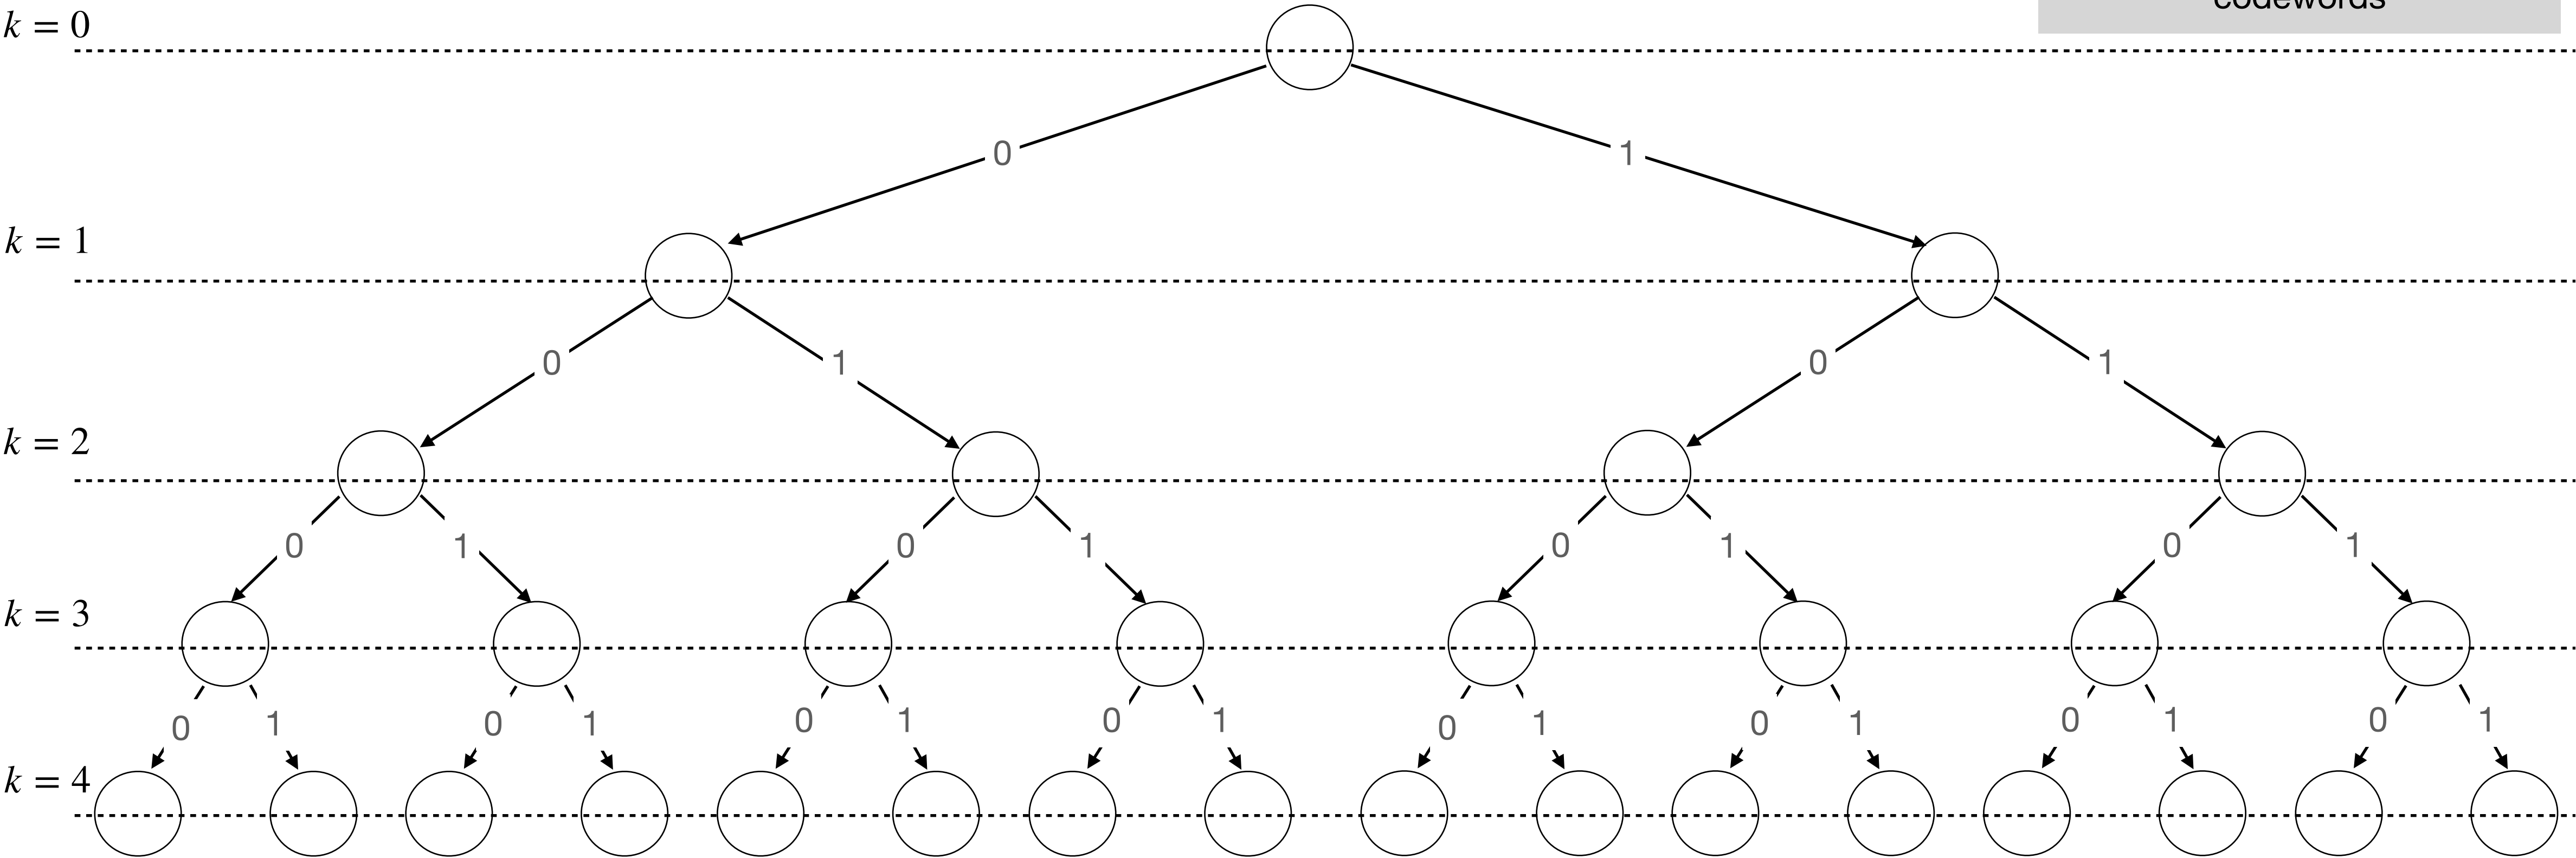 k = 0
codewords
0 1
k = 1
0 1 0 1
k = 2
0 1 0 1 0 1 0 1
k = 3
0 1 0 1 0 1 0 1 0 1 0 1 0 1 0 1
k = 4